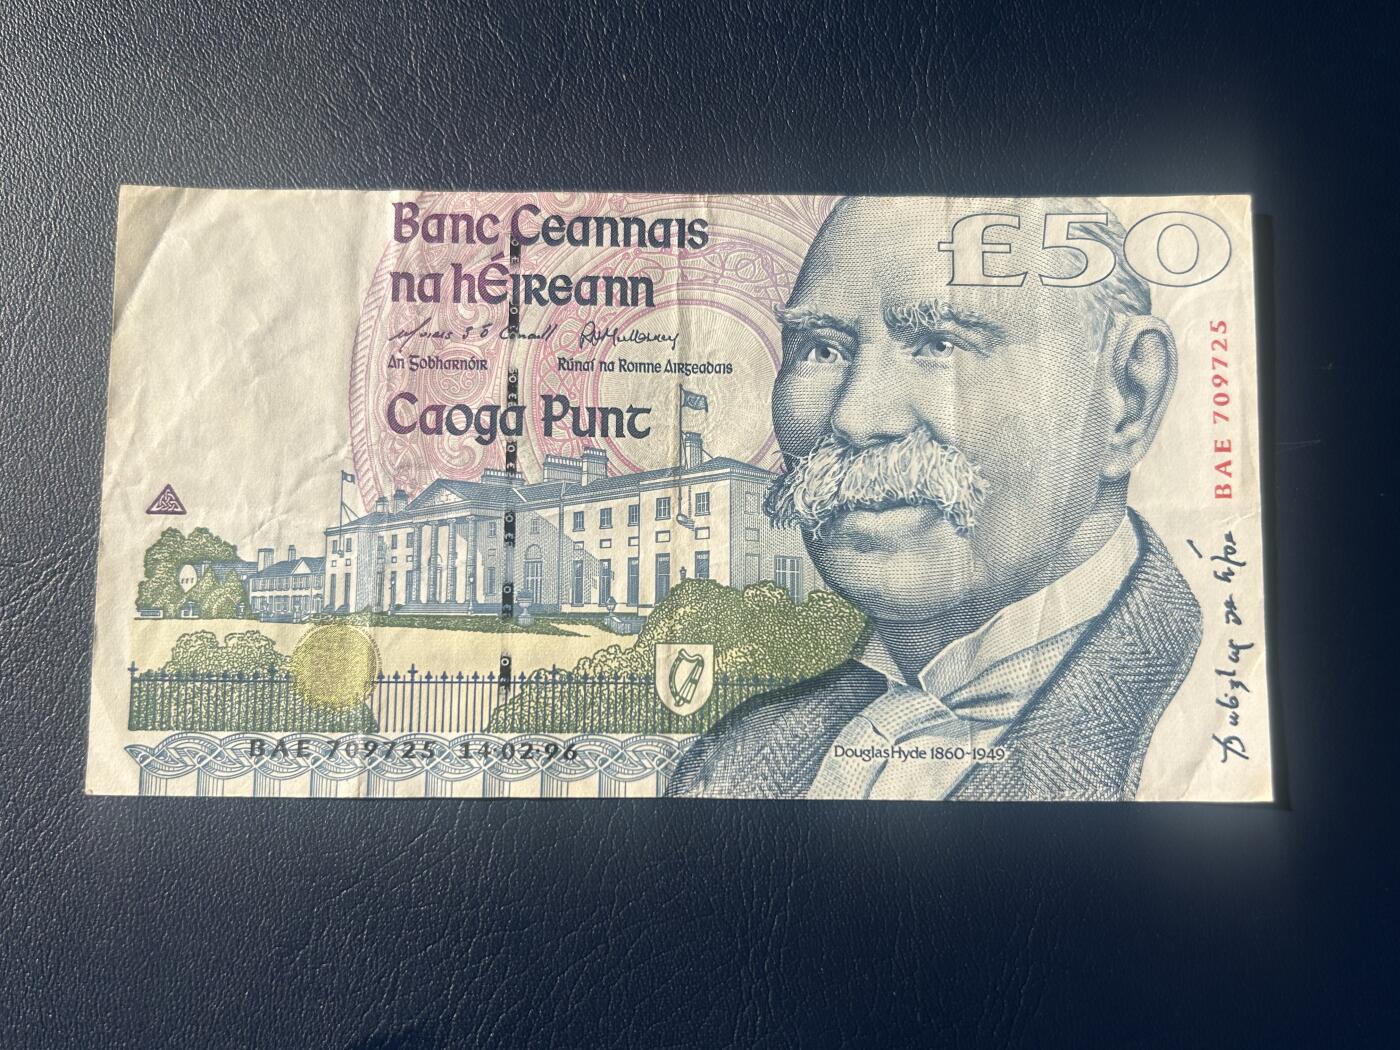 Banc Ceannais
na hÉireann
£50
An Gobharnóir
Rúnaí na Roinne Airgeadais
Caoga Punt
BAE 709725
BAE 709725 14·02·96
Douglas Hyde 1860-1949